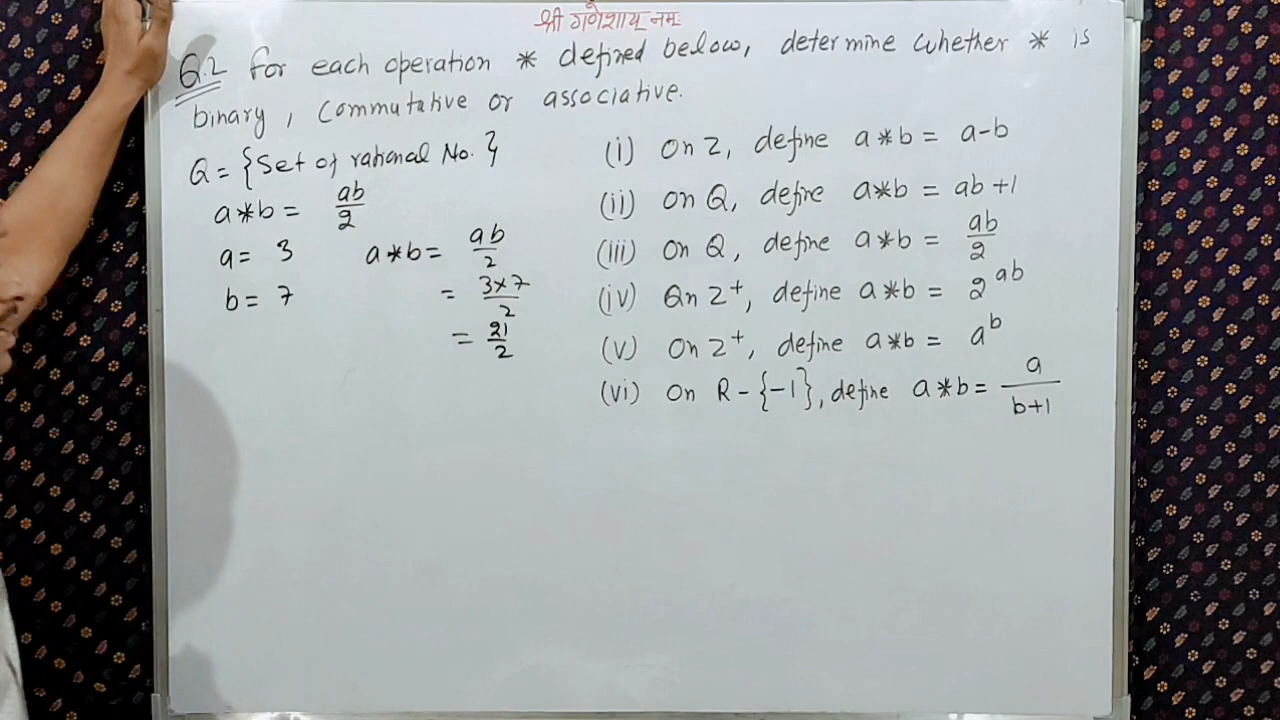 श्री गणेशाय नमः
Q.2 for each operation * defined below, determine whether * is
binary, commutative or associative.
Q = {Set of rational No.}
a*b = ab/2
a = 3 a*b = ab/2
b = 7 = 3×7/2
= 21/2
(i) On Z, define a*b = a-b
(ii) on Q, define a*b = ab+1
(iii) On Q, define a*b = ab/2
(iv) On Z⁺, define a*b = 2^ab
(v) On Z⁺, define a*b = a^b
(vi) On R-{-1}, define a*b = a/b+1